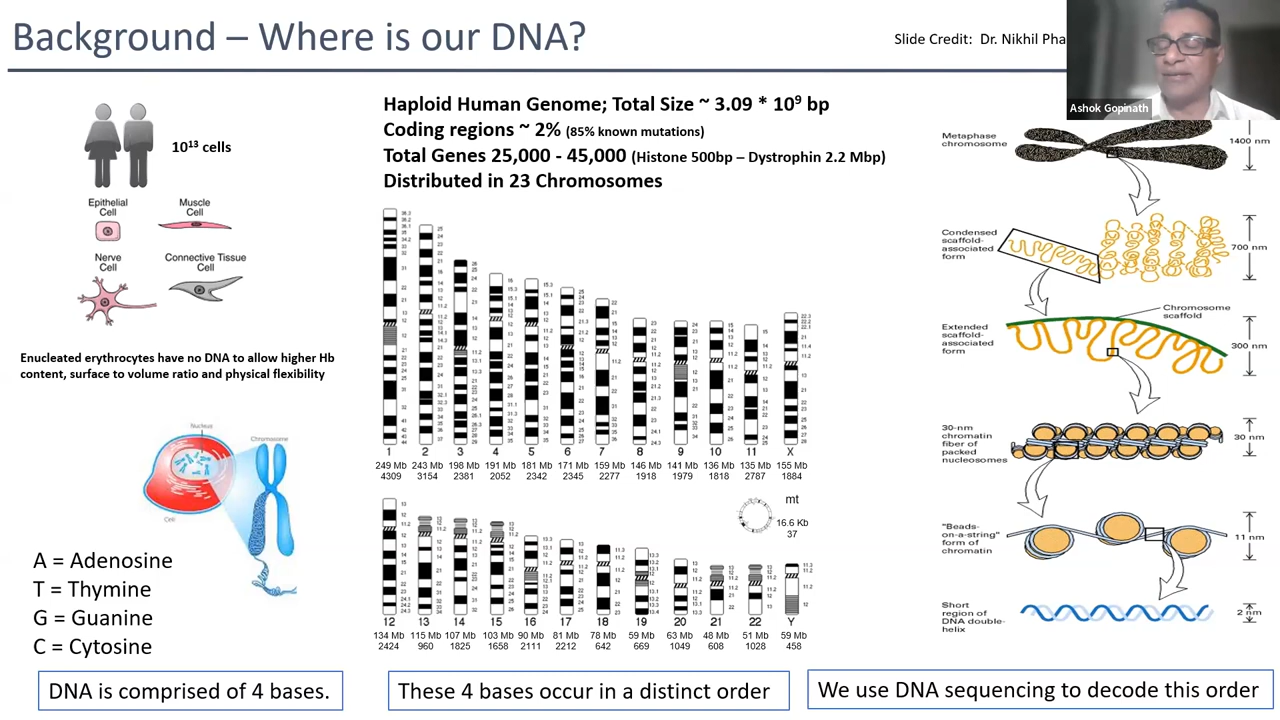 Background – Where is our DNA?
Slide Credit: Dr. Nikhil
Ashok Gopinath
10¹³ cells
Epithelial
Cell
Muscle
Cell
Nerve
Cell
Connective Tissue
Cell
Enucleated erythrocytes have no DNA to allow higher Hb
content, surface to volume ratio and physical flexibility
Nucleus
Chromosome
Cell
A = Adenosine
T = Thymine
G = Guanine
C = Cytosine
DNA is comprised of 4 bases.
Haploid Human Genome; Total Size ~ 3.09 * 10⁹ bp
Coding regions ~ 2% (85% known mutations)
Total Genes 25,000 - 45,000 (Histone 500bp – Dystrophin 2.2 Mbp)
Distributed in 23 Chromosomes
1 2 3 4 5 6 7 8 9 10 11 X
249 Mb 243 Mb 198 Mb 191 Mb 181 Mb 171 Mb 159 Mb 146 Mb 141 Mb 136 Mb 135 Mb 155 Mb
4309 3154 2381 2052 2342 2345 2277 1918 1979 1818 2787 1884
mt
16.6 Kb
37
12 13 14 15 16 17 18 19 20 21 22 Y
134 Mb 115 Mb 107 Mb 103 Mb 90 Mb 81 Mb 78 Mb 59 Mb 63 Mb 48 Mb 51 Mb 59 Mb
2424 960 1825 1658 2111 2212 642 669 1049 608 1028 458
These 4 bases occur in a distinct order
Metaphase
chromosome
1400 nm
Condensed
scaffold-
associated
form
700 nm
Chromosome
scaffold
Extended
scaffold-
associated
form
300 nm
30-nm
chromatin
fiber of
packed
nucleosomes
30 nm
"Beads-
on-a-string"
form of
chromatin
11 nm
Short
region of
DNA double-
helix
2 nm
We use DNA sequencing to decode this order